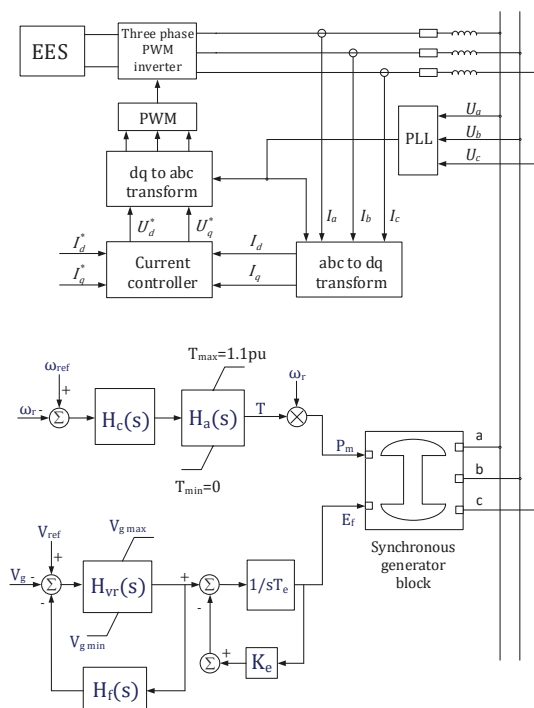 EES
Three phase
PWM
inverter
PWM
dq to abc
transform
PLL
U_a
U_b
U_c
U_d^*
U_q^*
I_a
I_b
I_c
I_d^*
I_q^*
Current
controller
I_d
I_q
abc to dq
transform
ω_ref
+
ω_r -
Σ
H_c(s)
T_max=1.1pu
H_a(s)
T_min=0
T
ω_r
P_m
E_f
a
b
c
Synchronous
generator
block
V_ref
+
V_g -
-
Σ
V_g max
H_vr(s)
V_g min
+
Σ
-
1/sT_e
Σ
+
K_e
H_f(s)